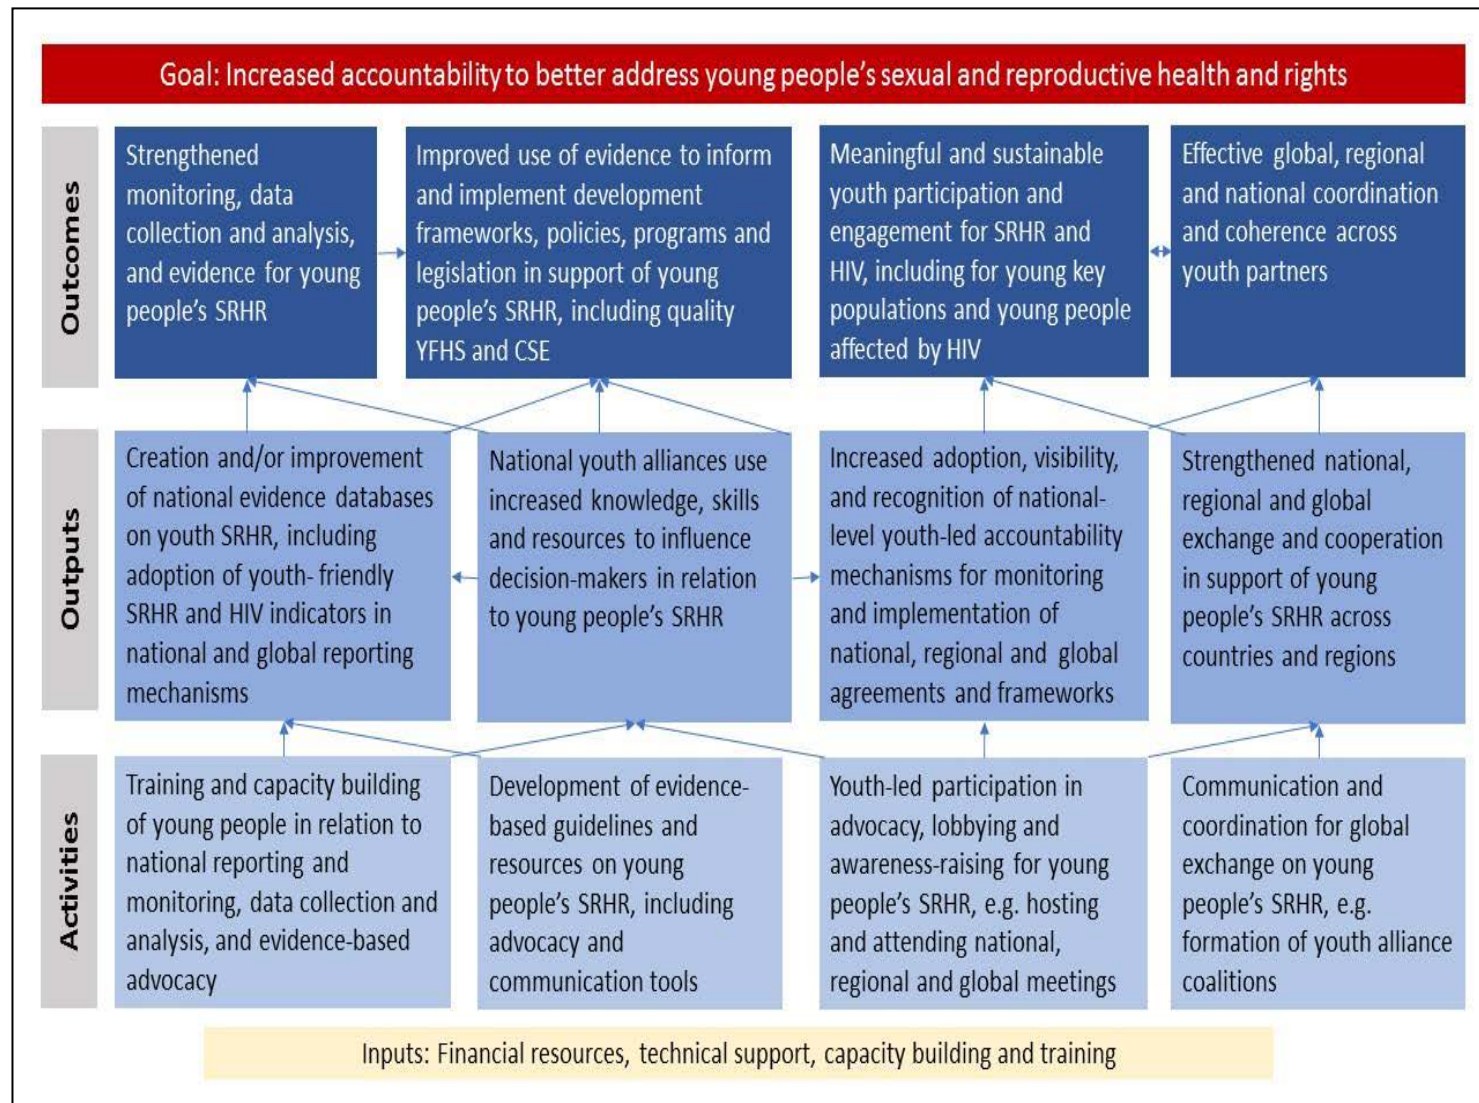 Goal: Increased accountability to better address young people's sexual and reproductive health and rights
Outcomes
Strengthened
monitoring, data
collection and analysis,
and evidence for young
people's SRHR
Improved use of evidence to inform
and implement development
frameworks, policies, programs and
legislation in support of young
people's SRHR, including quality
YFHS and CSE
Meaningful and sustainable
youth participation and
engagement for SRHR and
HIV, including for young key
populations and young people
affected by HIV
Effective global, regional
and national coordination
and coherence across
youth partners
Outputs
Creation and/or improvement
of national evidence databases
on youth SRHR, including
adoption of youth- friendly
SRHR and HIV indicators in
national and global reporting
mechanisms
National youth alliances use
increased knowledge, skills
and resources to influence
decision-makers in relation
to young people's SRHR
Increased adoption, visibility,
and recognition of national-
level youth-led accountability
mechanisms for monitoring
and implementation of
national, regional and global
agreements and frameworks
Strengthened national,
regional and global
exchange and cooperation
in support of young
people's SRHR across
countries and regions
Activities
Training and capacity building
of young people in relation to
national reporting and
monitoring, data collection and
analysis, and evidence-based
advocacy
Development of evidence-
based guidelines and
resources on young
people's SRHR, including
advocacy and
communication tools
Youth-led participation in
advocacy, lobbying and
awareness-raising for young
people's SRHR, e.g. hosting
and attending national,
regional and global meetings
Communication and
coordination for global
exchange on young
people's SRHR, e.g.
formation of youth alliance
coalitions
Inputs: Financial resources, technical support, capacity building and training